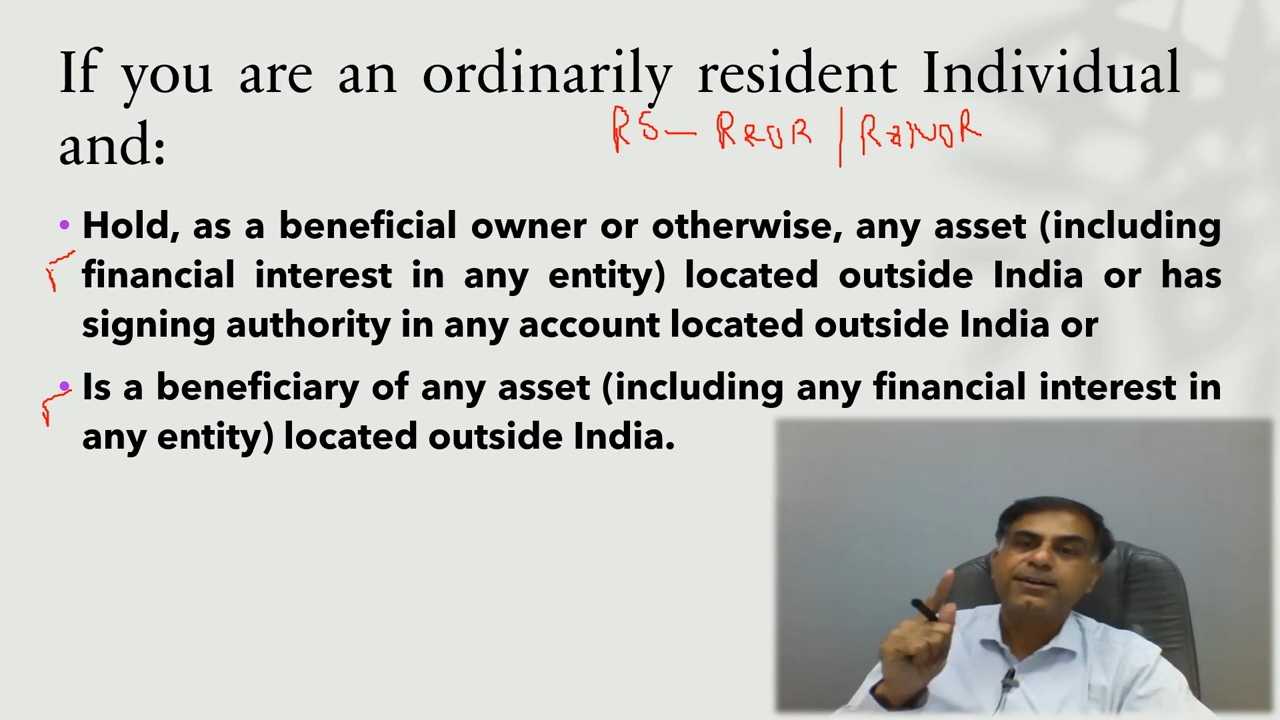 If you are an ordinarily resident Individual
RS— R&OR | R&NOR
and:
• Hold, as a beneficial owner or otherwise, any asset (including
financial interest in any entity) located outside India or has
signing authority in any account located outside India or
• Is a beneficiary of any asset (including any financial interest in
any entity) located outside India.